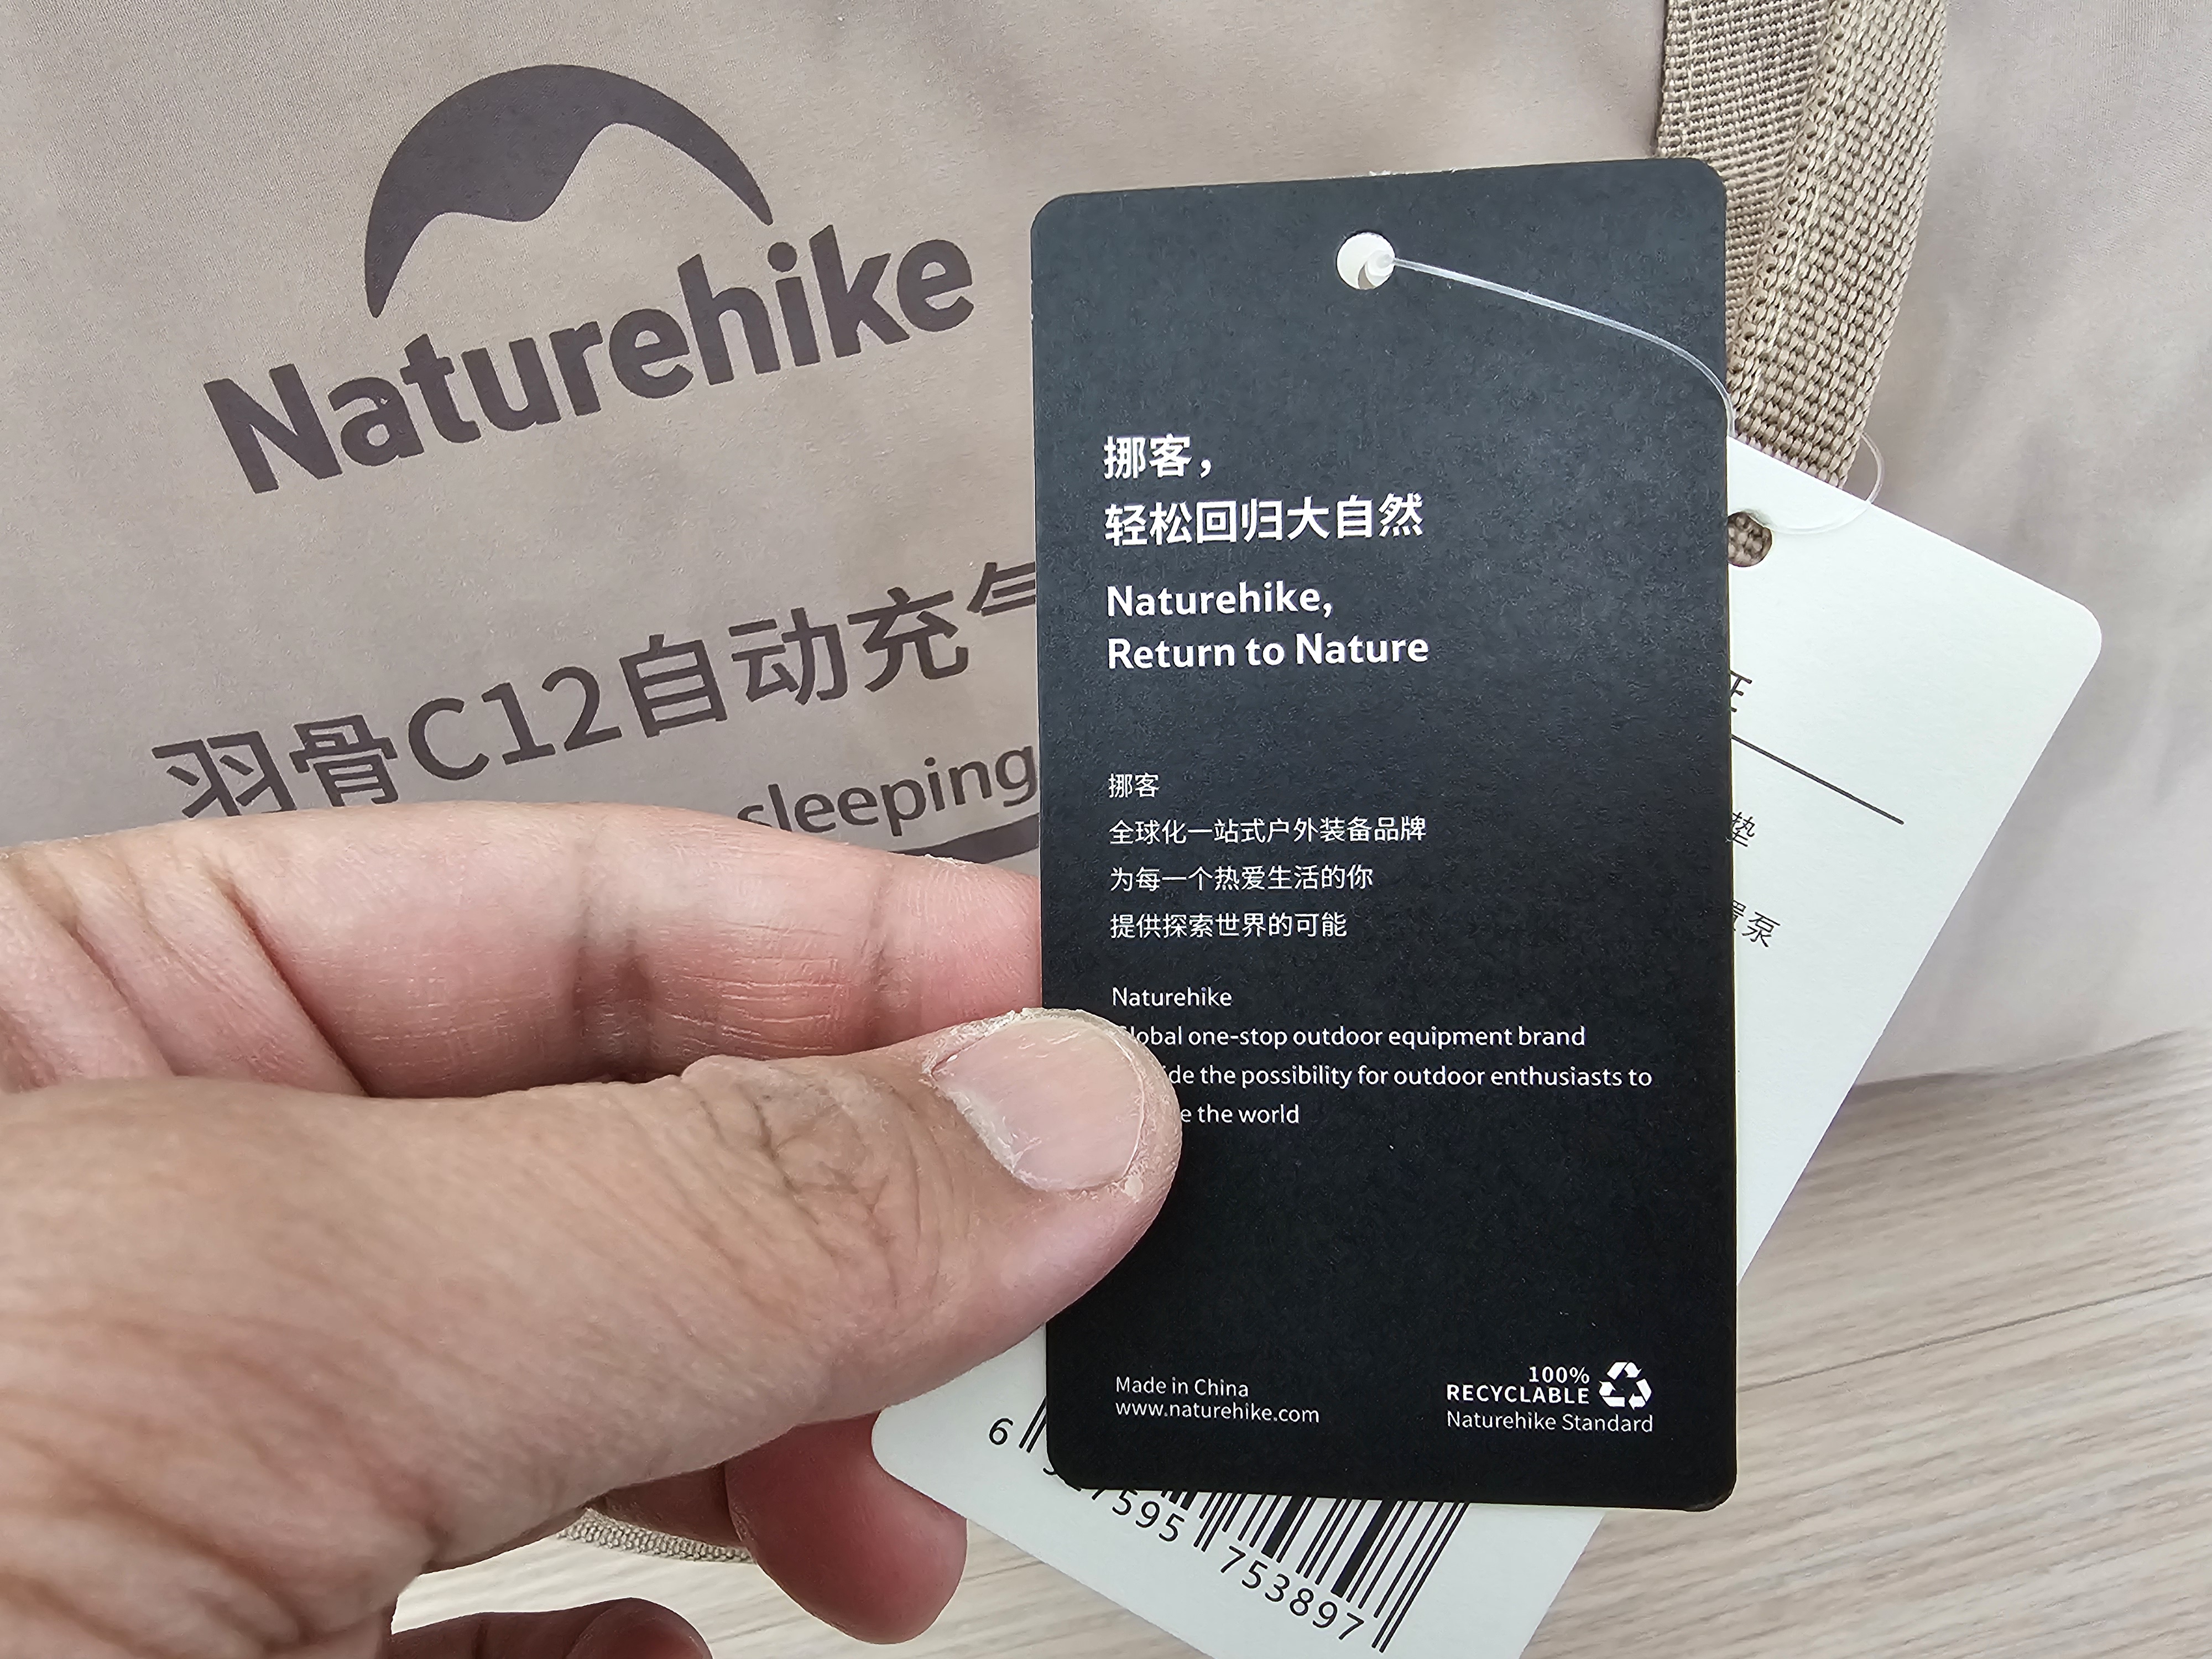 Naturehike
羽骨C12自动充气
sleeping
挪客，
轻松回归大自然
Naturehike,
Return to Nature
挪客
全球化一站式户外装备品牌
为每一个热爱生活的你
提供探索世界的可能
Naturehike
one-stop outdoor equipment brand
the possibility for outdoor enthusiasts to
the world
Made in China
www.naturehike.com
100%
RECYCLABLE
Naturehike Standard
垫
泵
6 7595 753897